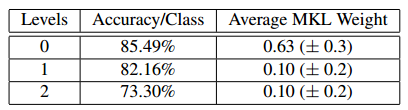 Levels Accuracy/Class Average MKL Weight
0 85.49% 0.63 (± 0.3)
1 82.16% 0.10 (± 0.2)
2 73.30% 0.10 (± 0.2)